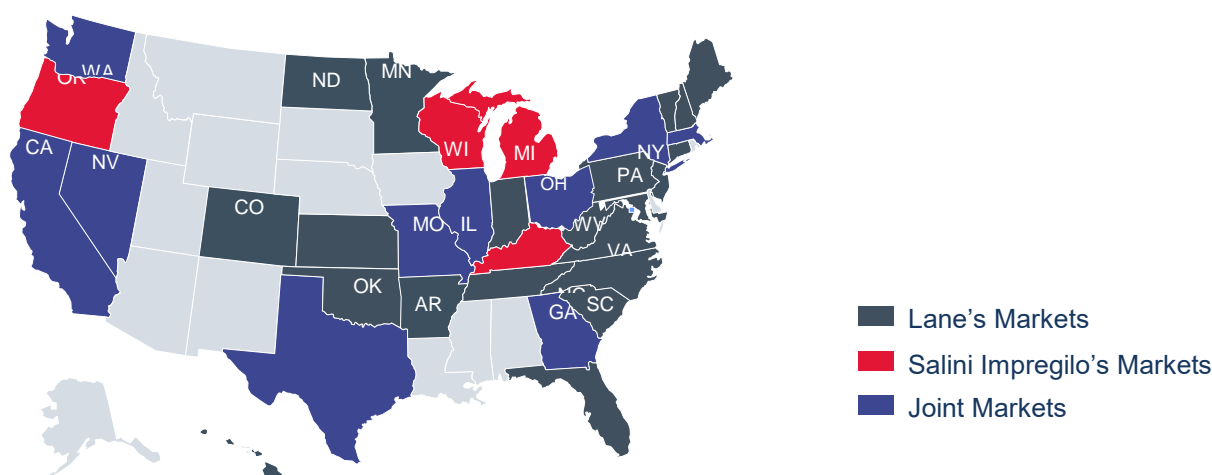 WA
OR
ND
MN
CA
NV
WI
MI
NY
PA
OH
CO
MO
IL
WV
VA
OK
AR
NC
SC
GA
Lane’s Markets
Salini Impregilo’s Markets
Joint Markets